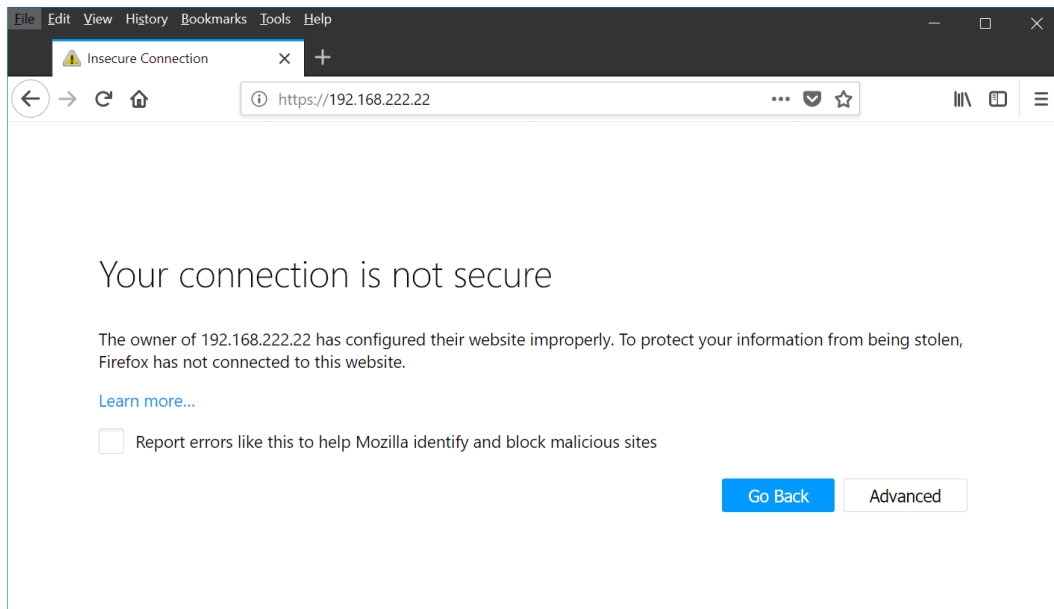 File Edit View History Bookmarks Tools Help
Insecure Connection
https://192.168.222.22
Your connection is not secure
The owner of 192.168.222.22 has configured their website improperly. To protect your information from being stolen,
Firefox has not connected to this website.
Learn more...
Report errors like this to help Mozilla identify and block malicious sites
Go Back Advanced